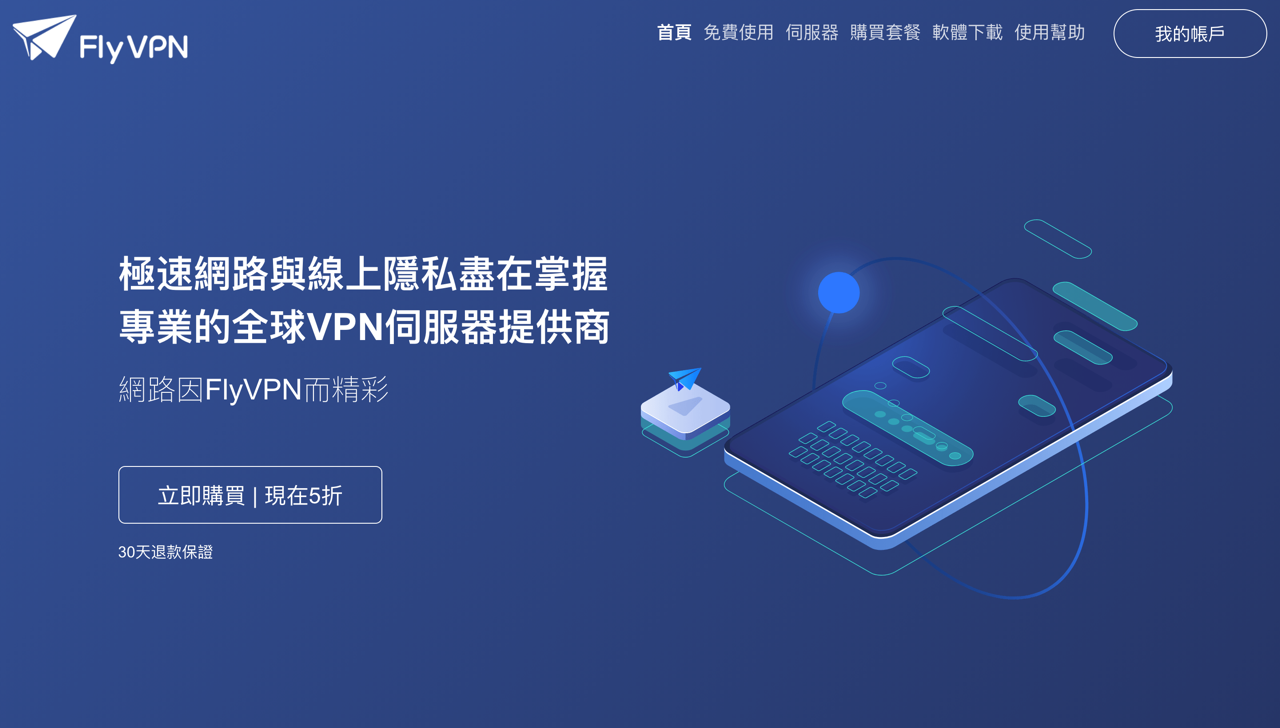 FlyVPN
首頁 免費使用 伺服器 購買套餐 軟體下載 使用幫助 我的帳戶
極速網路與線上隱私盡在掌握
專業的全球VPN伺服器提供商
網路因FlyVPN而精彩
立即購買 | 現在5折
30天退款保證